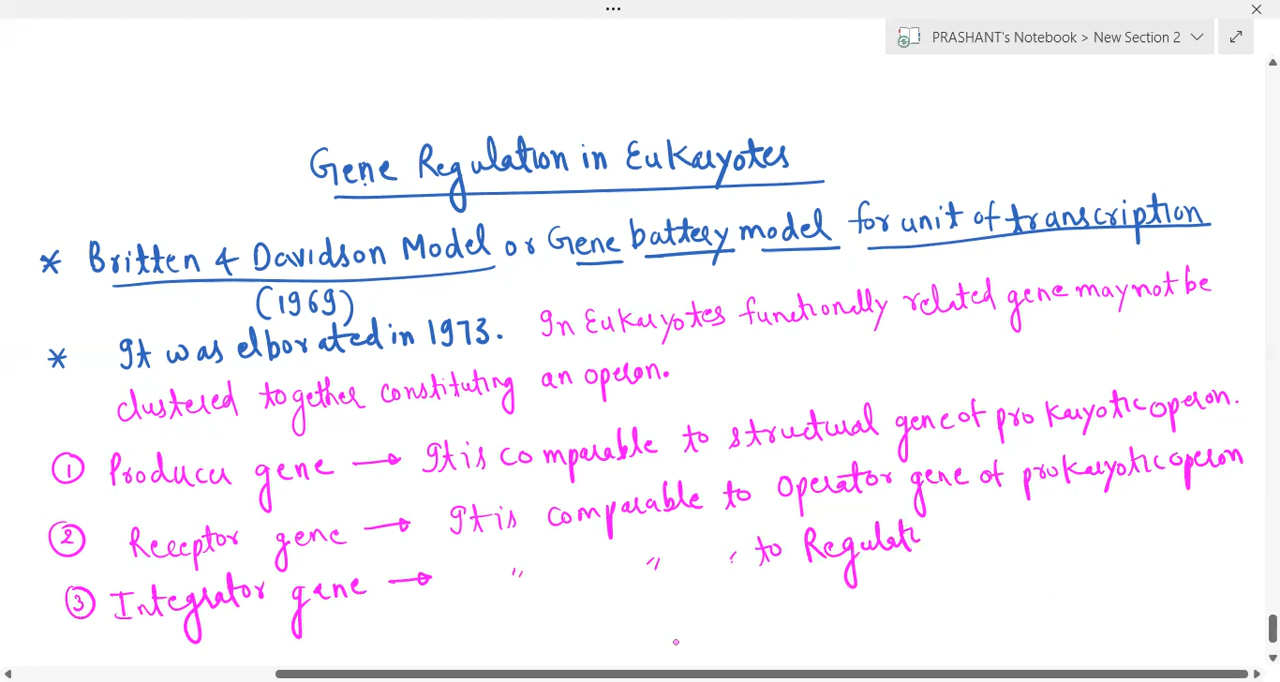 ...
PRASHANT's Notebook > New Section 2
Gene Regulation in Eukaryotes
* Britten & Davidson Model or Gene battery model for unit of transcription
(1969)
* It was elborated in 1973. In Eukaryotes functionally related gene may not be
clustered together constituting an operon.
① Producer gene → It is comparable to structual gene of prokaryotic operon.
② Receptor gene → It is comparable to operator gene of prokaryotic operon
③ Integrator gene → " " " to Regulat